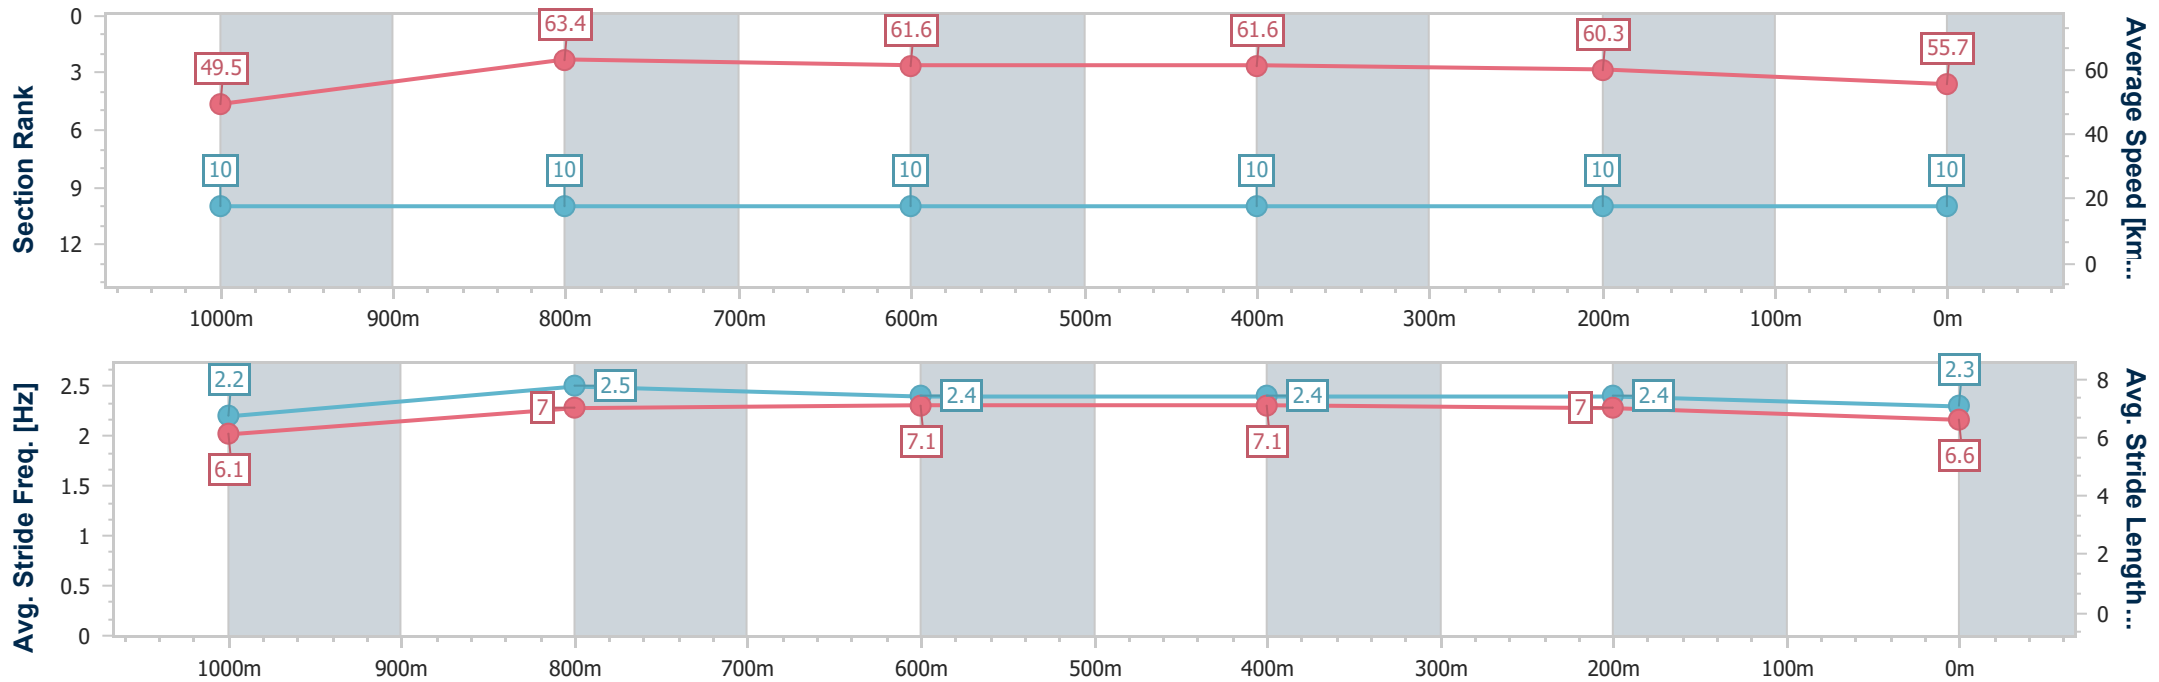 Section Rank
0
3
6
9
12
49.5
63.4
61.6
61.6
60.3
55.7
10
10
10
10
10
10
60
40
20
0
Average Speed [km...
1000m
900m
800m
700m
600m
500m
400m
300m
200m
100m
0m
Avg. Stride Freq. [Hz]
2.5
2
1.5
1
0.5
0
2.2
2.5
2.4
2.4
2.4
2.3
6.1
7
7.1
7.1
7
6.6
8
6
4
2
0
Avg. Stride Length...
1000m
900m
800m
700m
600m
500m
400m
300m
200m
100m
0m